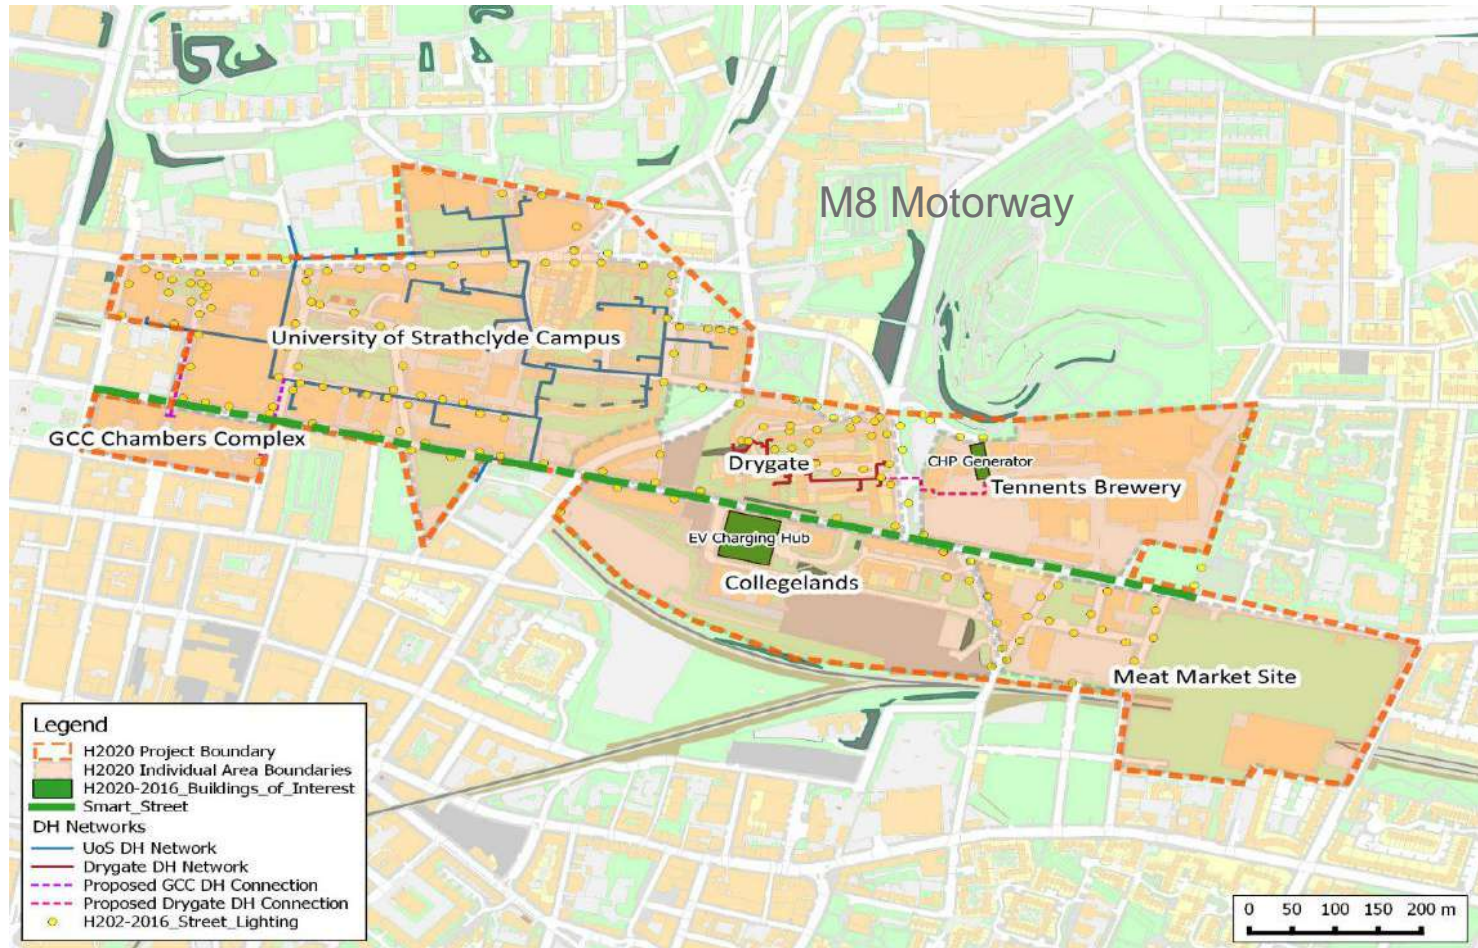 M8 Motorway
University of Strathclyde Campus
GCC Chambers Complex
Drygate
CHP Generator
Tennents Brewery
EV Charging Hub
Collegelands
Meat Market Site
Legend
H2020 Project Boundary
H2020 Individual Area Boundaries
H2020-2016_Buildings_of_Interest
Smart_Street
DH Networks
UoS DH Network
Drygate DH Network
Proposed GCC DH Connection
Proposed Drygate DH Connection
H202-2016_Street_Lighting
0 50 100 150 200 m